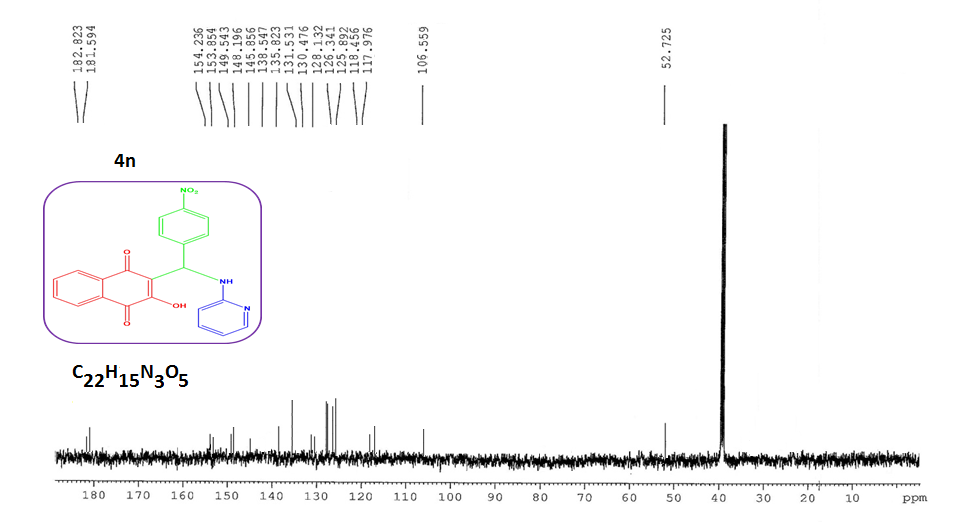 182.823
181.594
154.236
153.854
149.543
148.196
145.856
138.547
135.823
131.531
130.476
128.132
126.341
125.892
118.456
117.976
106.559
52.725
4n
NO2
O
NH
OH
N
O
C22H15N3O5
180 170 160 150 140 130 120 110 100 90 80 70 60 50 40 30 20 10 ppm